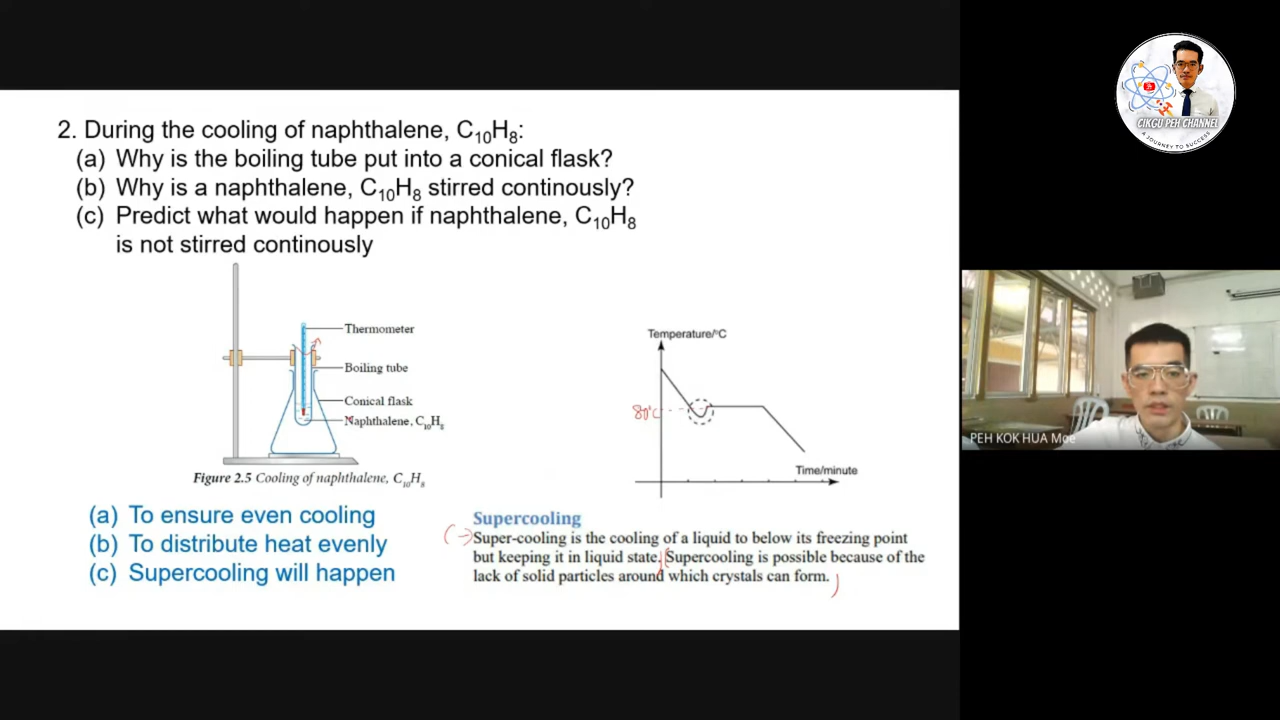 2. During the cooling of naphthalene, C10H8:
(a) Why is the boiling tube put into a conical flask?
(b) Why is a naphthalene, C10H8 stirred continously?
(c) Predict what would happen if naphthalene, C10H8
is not stirred continously
Thermometer
Boiling tube
Conical flask
Naphthalene, C10H8
Figure 2.5 Cooling of naphthalene, C10H8
(a) To ensure even cooling
(b) To distribute heat evenly
(c) Supercooling will happen
Temperature/°C
80°C
Time/minute
Supercooling
Super-cooling is the cooling of a liquid to below its freezing point
but keeping it in liquid state. Supercooling is possible because of the
lack of solid particles around which crystals can form.
CIKGU PEH CHANNEL
A JOURNEY TO SUCCESS
PEH KOK HUA Moe